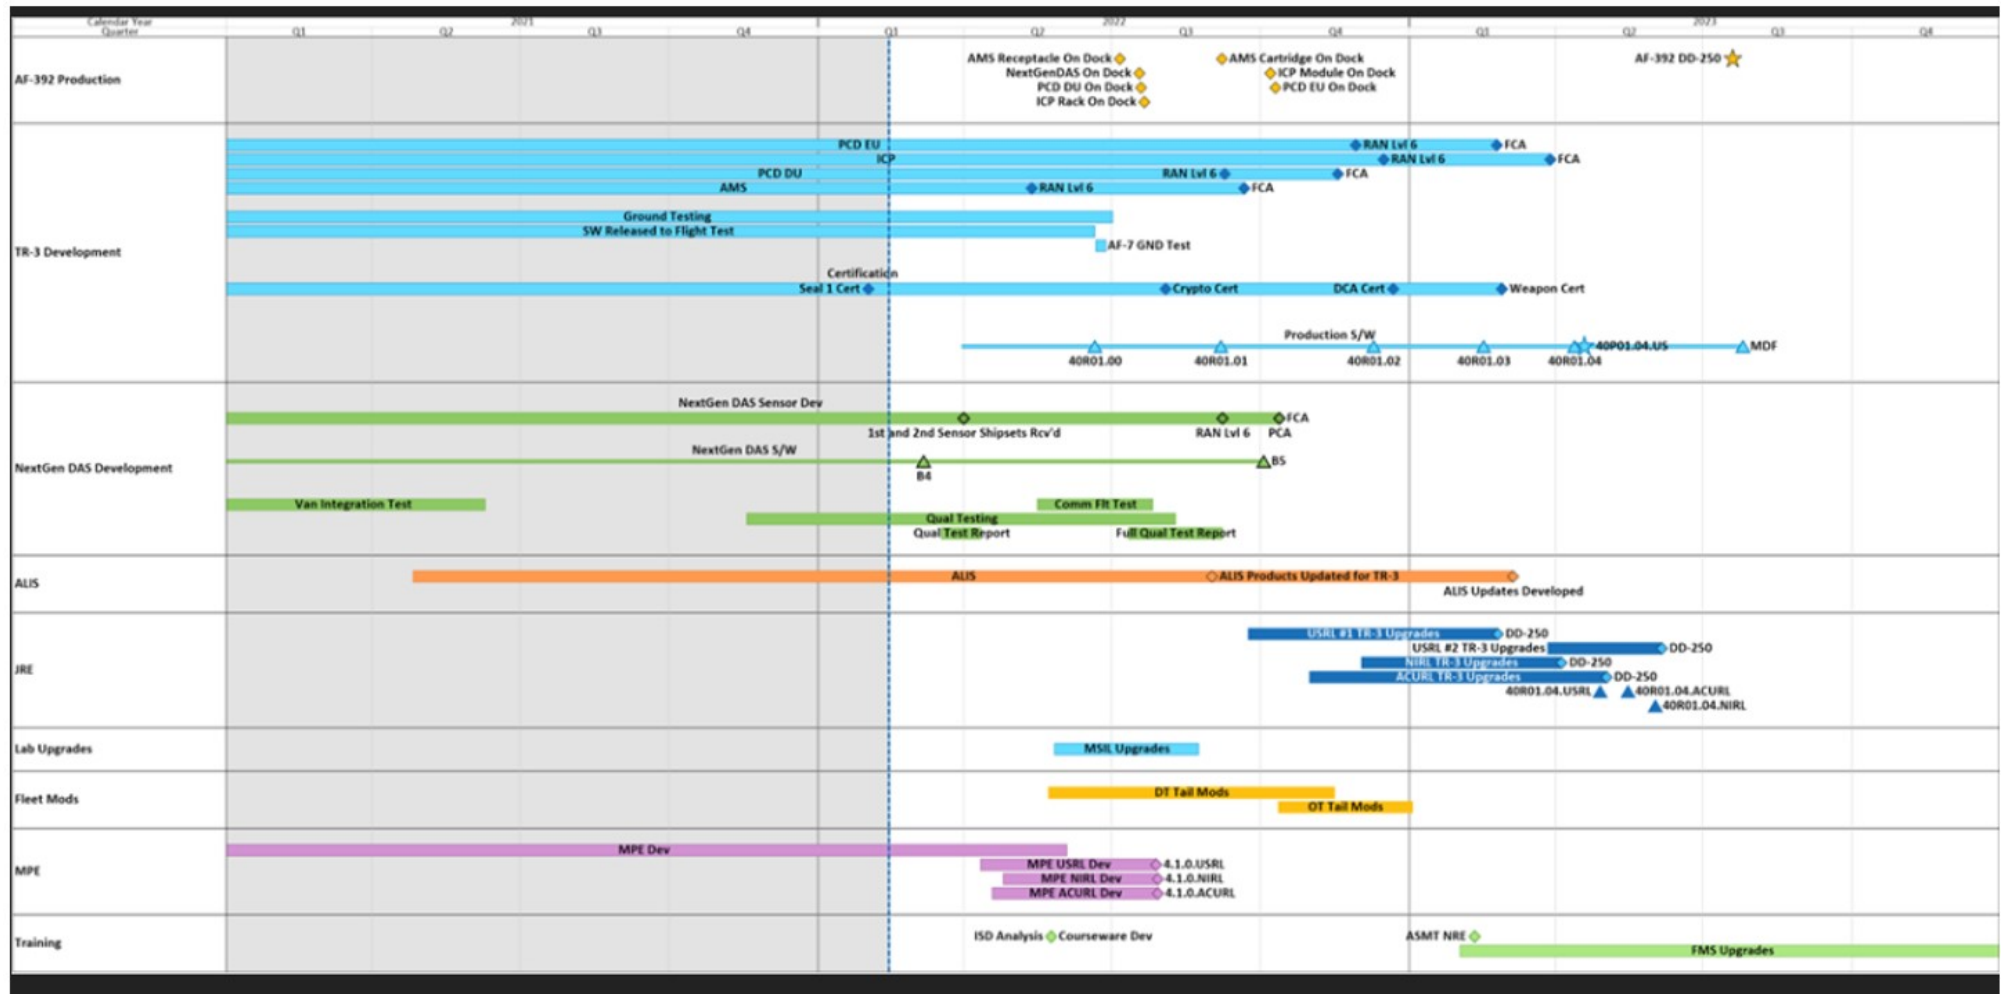 Calendar Year 2021 2022 2023
Quarter Q1 Q2 Q3 Q4 Q1 Q2 Q3 Q4 Q1 Q2 Q3 Q4
AF-392 Production
AMS Receptacle On Dock AMS Cartridge On Dock AF-392 DD-250
NextGenDAS On Dock ICP Module On Dock
PCD DU On Dock PCD EU On Dock
ICP Rack On Dock
TR-3 Development
PCD EU RAN Lvl 6 FCA
ICP RAN Lvl 6 FCA
PCD DU RAN Lvl 6 FCA
AMS RAN Lvl 6 FCA
Ground Testing
SW Released to Flight Test
AF-7 GND Test
Certification
Seal 1 Cert Crypto Cert DCA Cert Weapon Cert
Production S/W
40P01.04.US MDF
40R01.00 40R01.01 40R01.02 40R01.03 40R01.04
NextGen DAS Development
NextGen DAS Sensor Dev
FCA
1st and 2nd Sensor Shipsets Rcv'd RAN Lvl 6 PCA
NextGen DAS S/W
B5
B4
Van Integration Test Comm Flt Test
Qual Testing
Qual Test Report Full Qual Test Report
ALIS
ALIS ALIS Products Updated for TR-3
ALIS Updates Developed
JRE
USRL #1 TR-3 Upgrades DD-250
USRL #2 TR-3 Upgrades DD-250
NIRL TR-3 Upgrades DD-250
ACURL TR-3 Upgrades DD-250
40R01.04.USRL 40R01.04.ACURL
40R01.04.NIRL
Lab Upgrades
MSIL Upgrades
Fleet Mods
DT Tail Mods
OT Tail Mods
MPE
MPE Dev
MPE USRL Dev 4.1.0.USRL
MPE NIRL Dev 4.1.0.NIRL
MPE ACURL Dev 4.1.0.ACURL
Training
ISD Analysis Courseware Dev ASMT NRE
FMS Upgrades